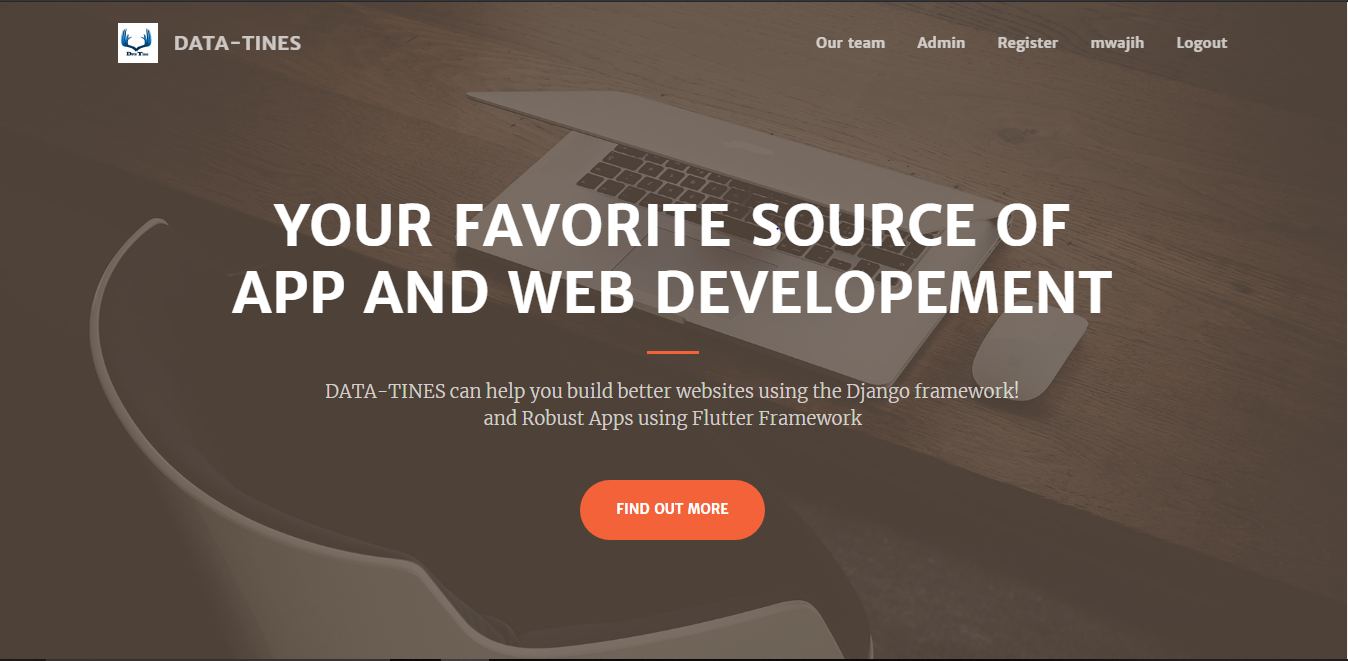 DATA-TINES
Our team
Admin
Register
mwajih
Logout
YOUR FAVORITE SOURCE OF
APP AND WEB DEVELOPEMENT
DATA-TINES can help you build better websites using the Django framework!
and Robust Apps using Flutter Framework
FIND OUT MORE